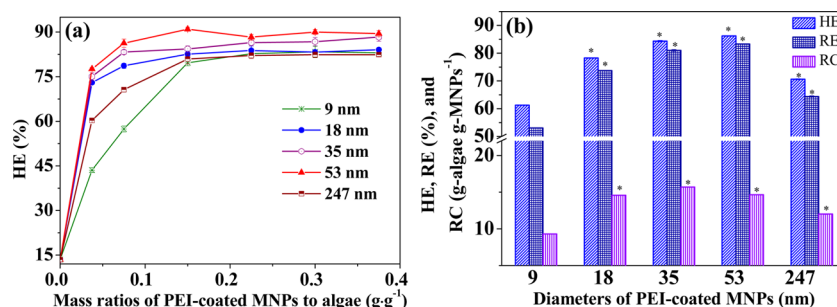 (a)
HE (%)
90
75
60
45
30
15
9 nm
18 nm
35 nm
53 nm
247 nm
0.0 0.1 0.2 0.3 0.4
Mass ratios of PEI-coated MNPs to algae (g·g⁻¹)
(b)
HE
RE
RC
HE, RE (%), and
RC (g-algae g-MNPs⁻¹)
90
80
70
60
50
20
10
* * * * * * * * * * * *
9 18 35 53 247
Diameters of PEI-coated MNPs (nm)